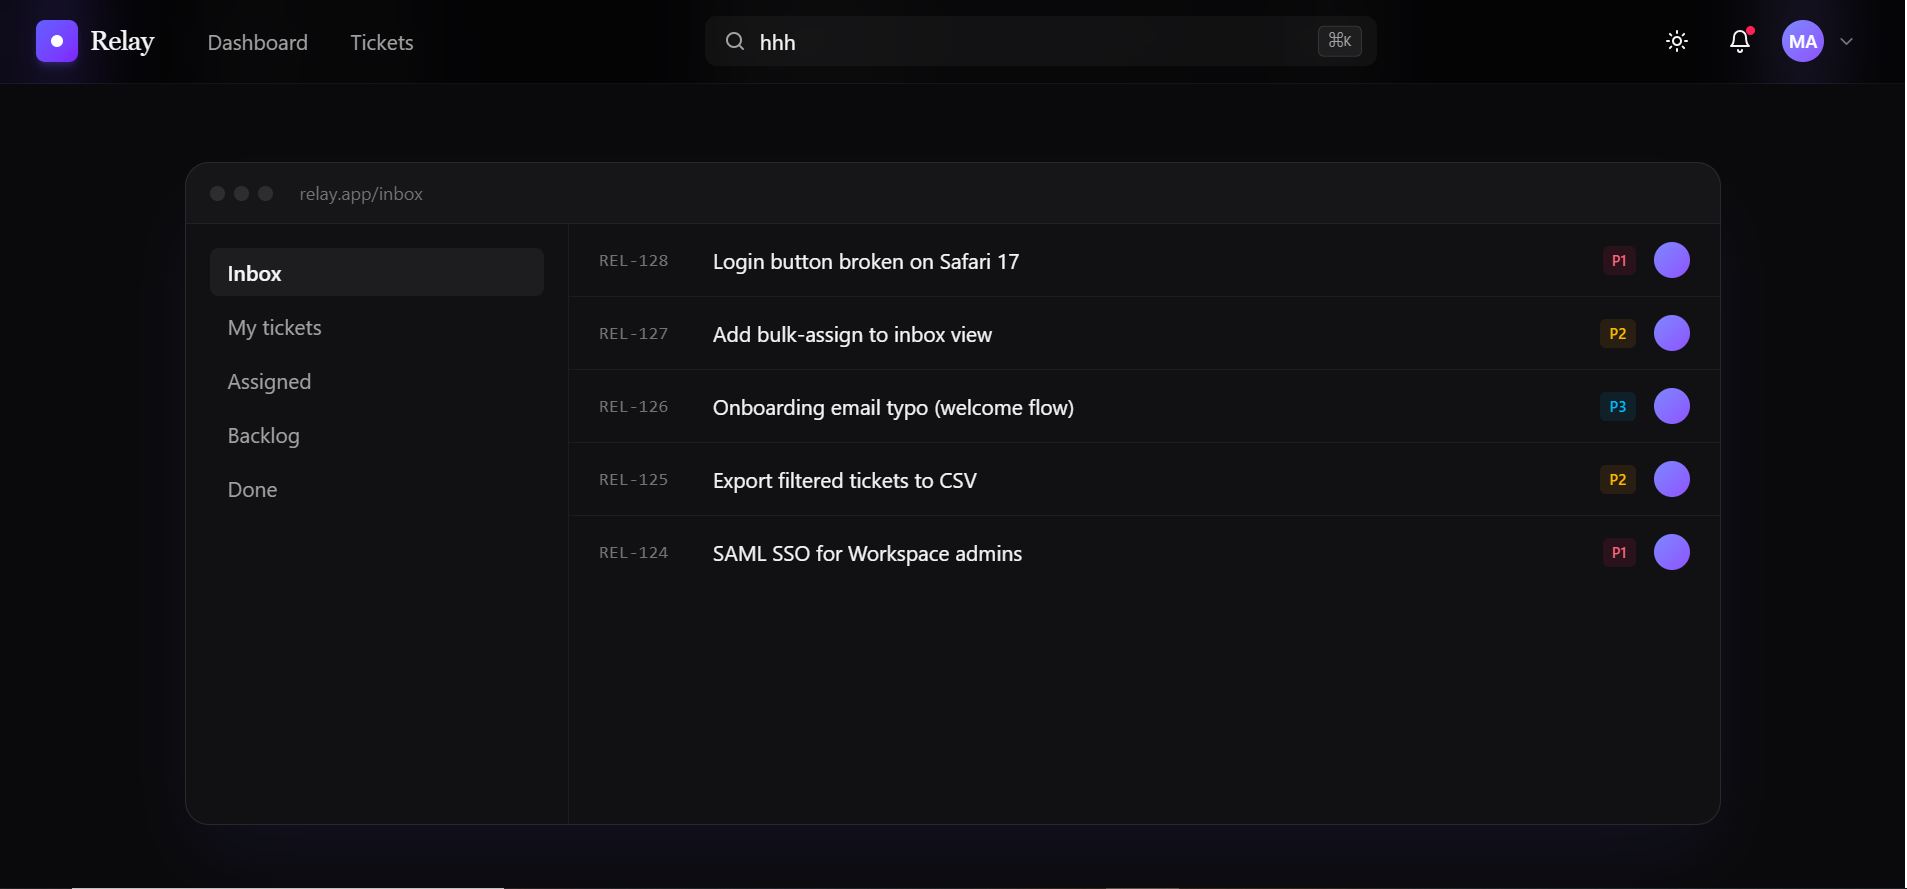 Relay
Dashboard
Tickets
hhh
⌘K
MA
relay.app/inbox
Inbox
My tickets
Assigned
Backlog
Done
REL-128 Login button broken on Safari 17 P1
REL-127 Add bulk-assign to inbox view P2
REL-126 Onboarding email typo (welcome flow) P3
REL-125 Export filtered tickets to CSV P2
REL-124 SAML SSO for Workspace admins P1